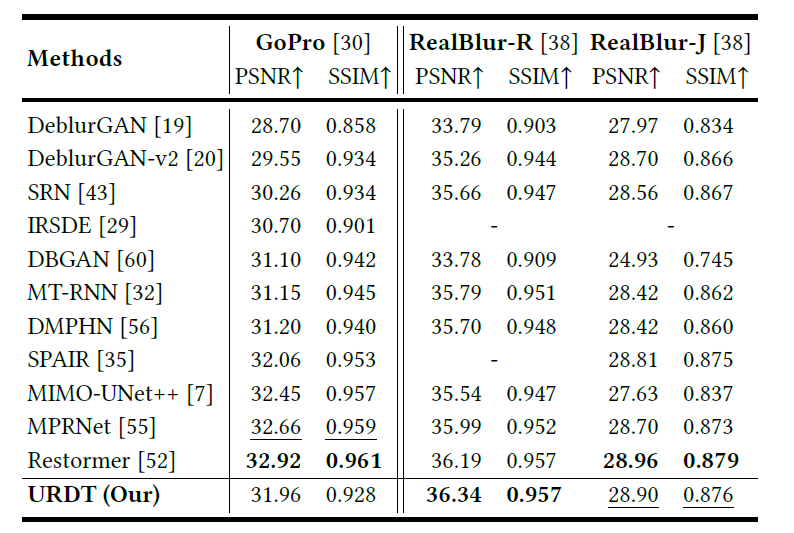 Methods GoPro [30] RealBlur-R [38] RealBlur-J [38]
PSNR↑ SSIM↑ PSNR↑ SSIM↑ PSNR↑ SSIM↑
DeblurGAN [19] 28.70 0.858 33.79 0.903 27.97 0.834
DeblurGAN-v2 [20] 29.55 0.934 35.26 0.944 28.70 0.866
SRN [43] 30.26 0.934 35.66 0.947 28.56 0.867
IRSDE [29] 30.70 0.901 - -
DBGAN [60] 31.10 0.942 33.78 0.909 24.93 0.745
MT-RNN [32] 31.15 0.945 35.79 0.951 28.42 0.862
DMPHN [56] 31.20 0.940 35.70 0.948 28.42 0.860
SPAIR [35] 32.06 0.953 - 28.81 0.875
MIMO-UNet++ [7] 32.45 0.957 35.54 0.947 27.63 0.837
MPRNet [55] 32.66 0.959 35.99 0.952 28.70 0.873
Restormer [52] 32.92 0.961 36.19 0.957 28.96 0.879
URDT (Our) 31.96 0.928 36.34 0.957 28.90 0.876